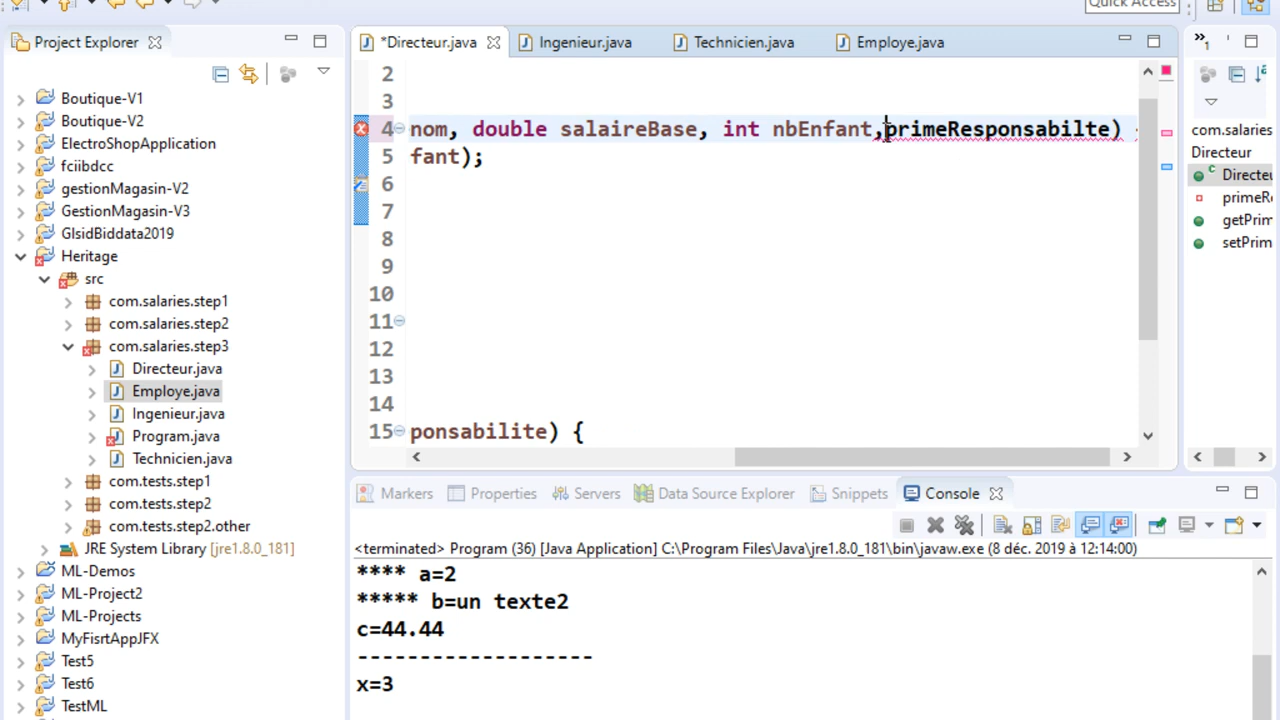 Quick Access
Project Explorer
Boutique-V1
Boutique-V2
ElectroShopApplication
fciibdcc
gestionMagasin-V2
GestionMagasin-V3
GlsidBiddata2019
Heritage
src
com.salaries.step1
com.salaries.step2
com.salaries.step3
Directeur.java
Employe.java
Ingenieur.java
Program.java
Technicien.java
com.tests.step1
com.tests.step2
com.tests.step2.other
JRE System Library [jre1.8.0_181]
ML-Demos
ML-Project2
ML-Projects
MyFisrtAppJFX
Test5
Test6
TestML
*Directeur.java Ingenieur.java Technicien.java Employe.java
2
3
4 nom, double salaireBase, int nbEnfant,primeResponsabilte) {
5 fant);
6
7
8
9
10
11
12
13
14
15 ponsabilite) {
1
com.salaries
Directeur
Directeu
primeRe
getPrim
setPrim
Markers Properties Servers Data Source Explorer Snippets Console
<terminated> Program (36) [Java Application] C:\Program Files\Java\jre1.8.0_181\bin\javaw.exe (8 déc. 2019 à 12:14:00)
**** a=2
***** b=un texte2
c=44.44
-------------------
x=3